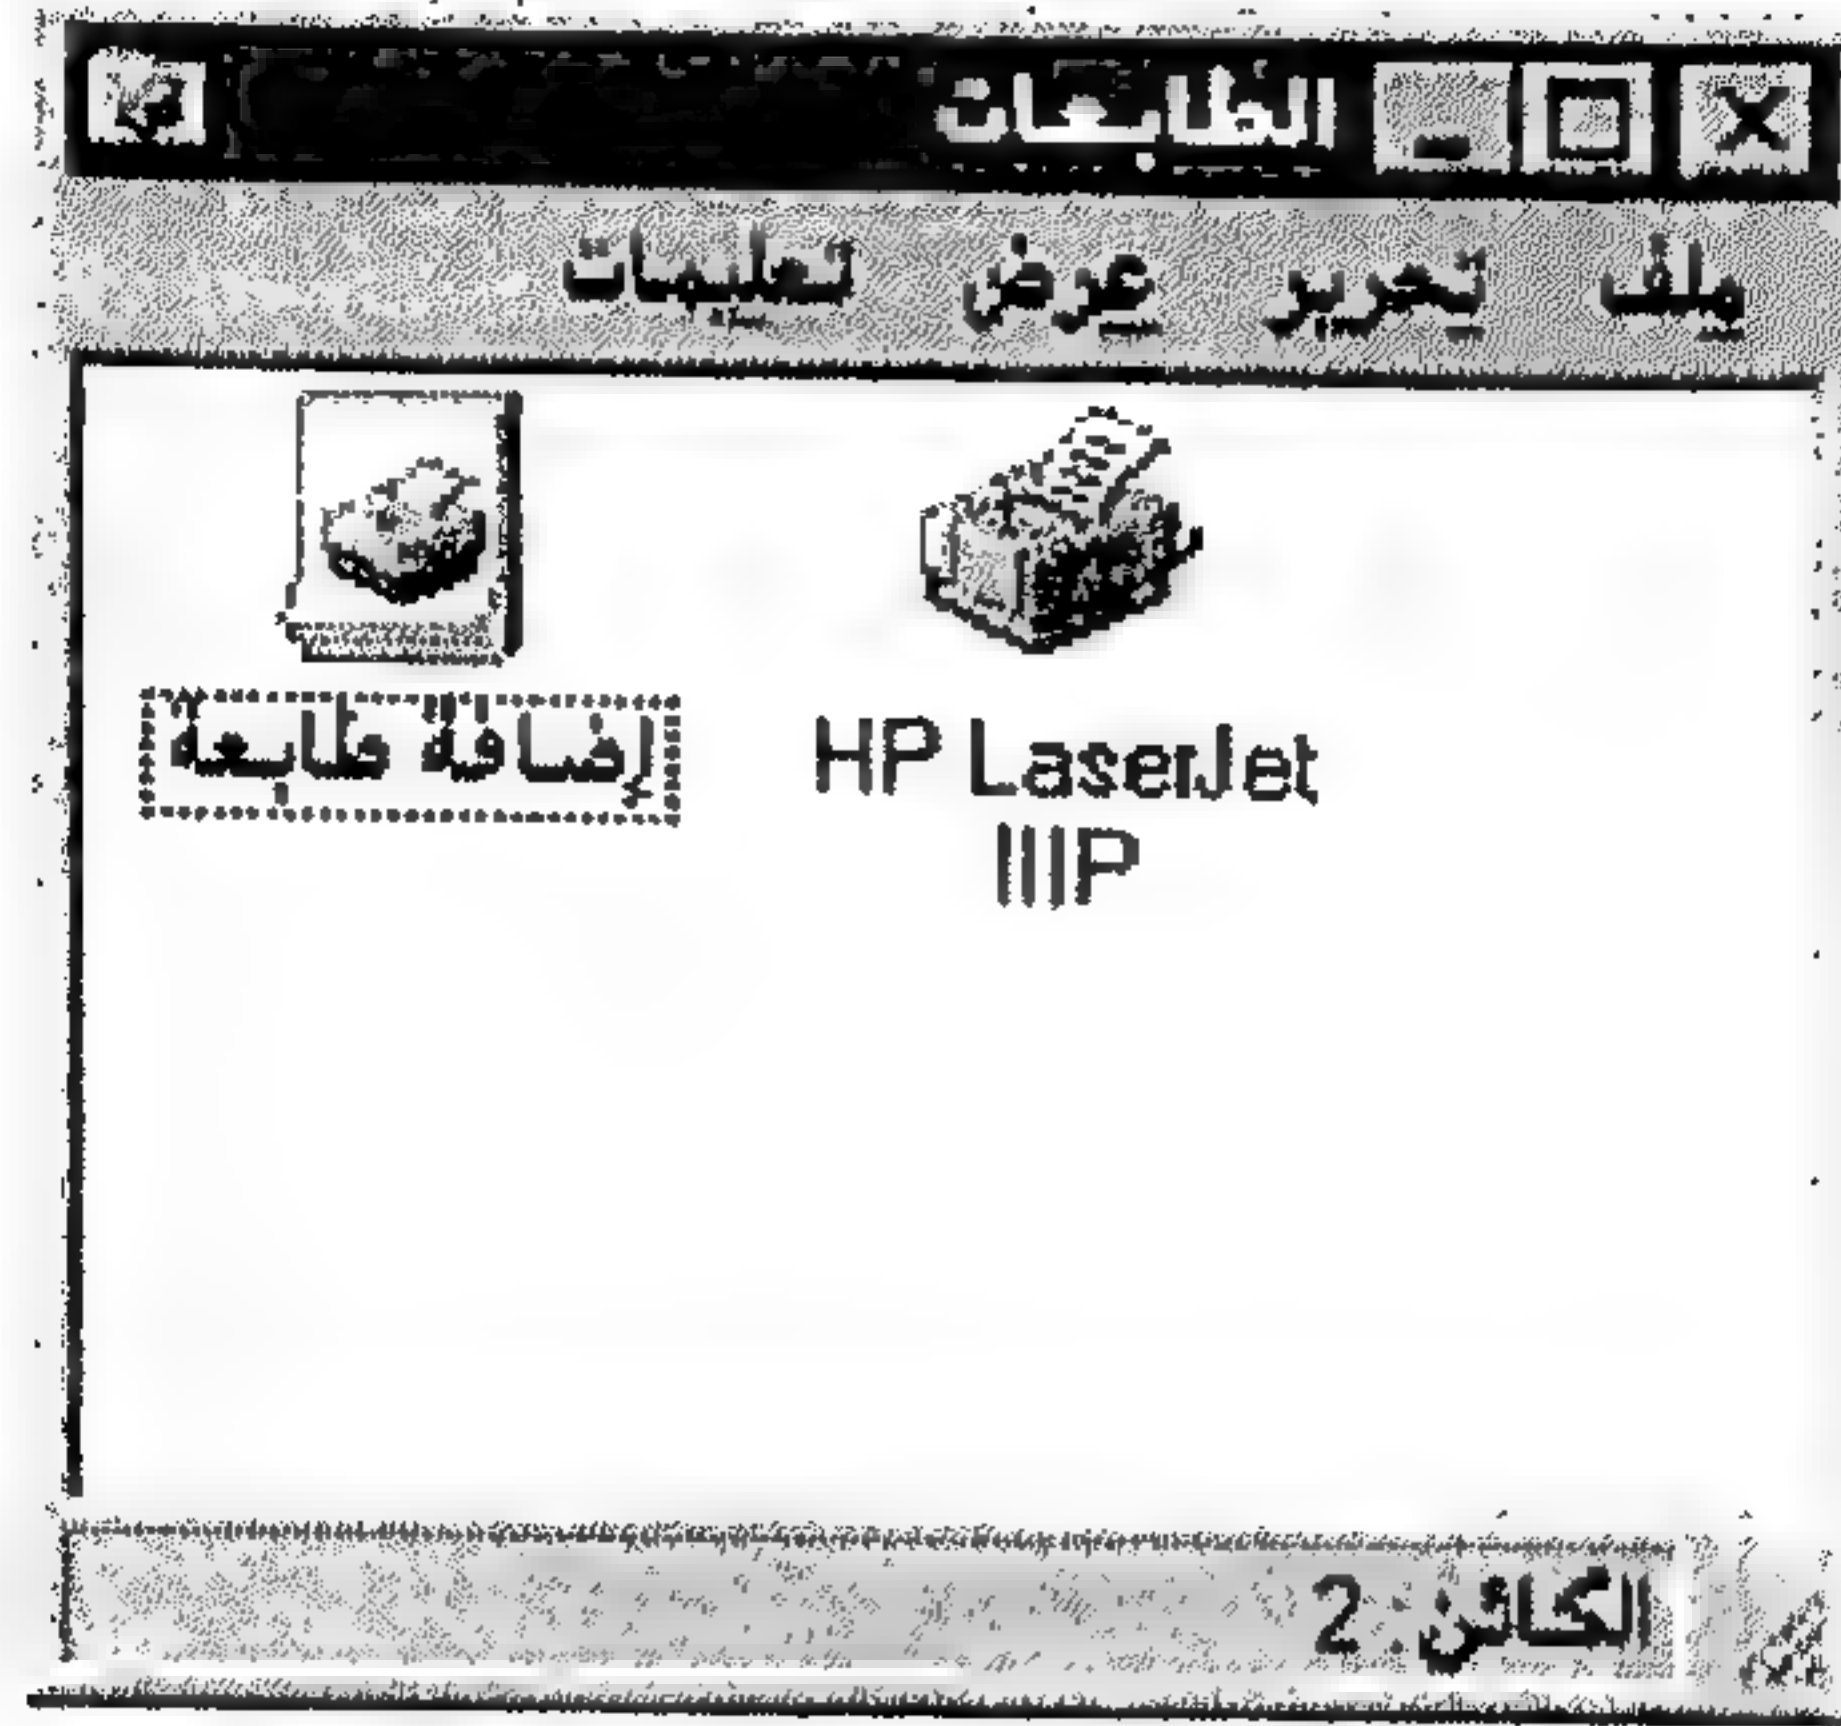 الطابعات
ملف تحرير عرض تعليمات
إضافة طابعة
HP LaserJet
IIIP
الكائن: 2